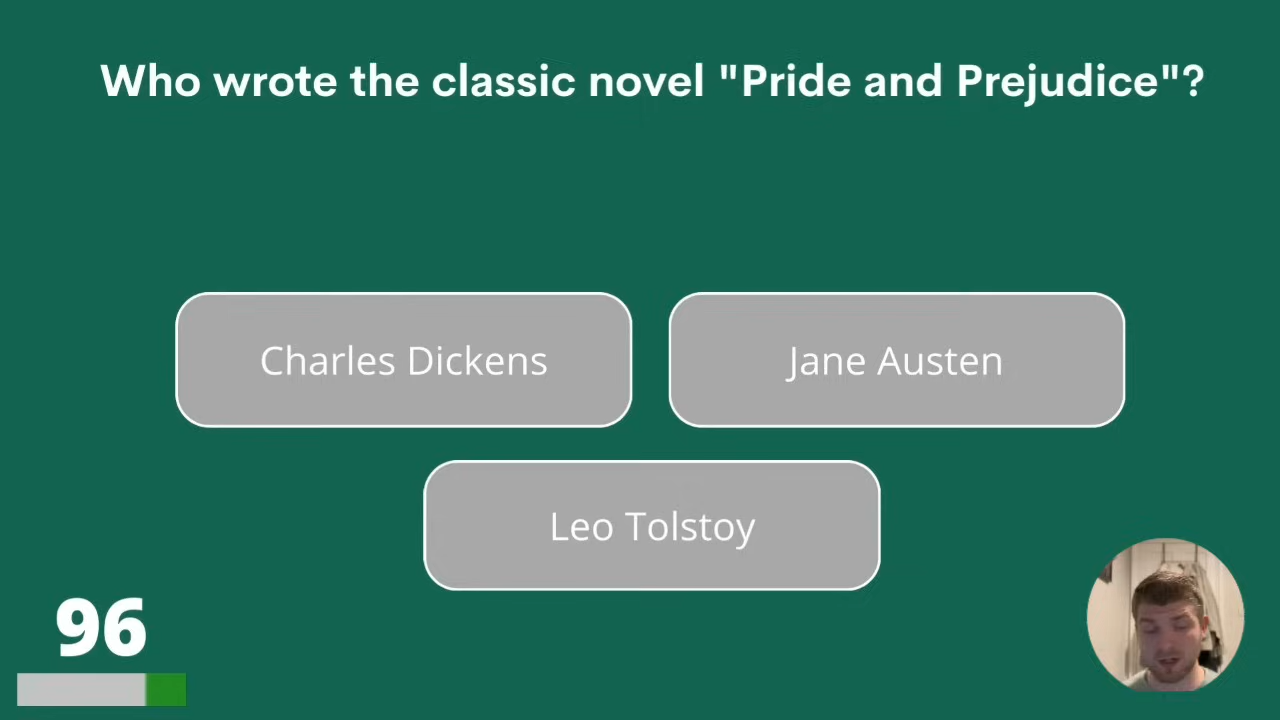 Who wrote the classic novel "Pride and Prejudice"?
Charles Dickens
Jane Austen
Leo Tolstoy
96